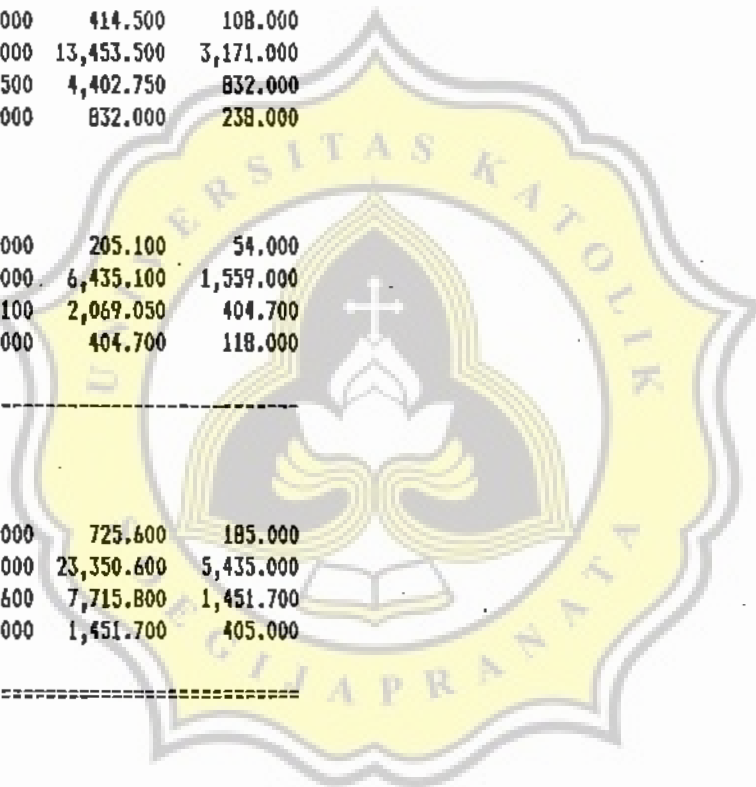 000 414.500 108.000
000 13,453.500 3,171.000
500 4,402.750 832.000
000 832.000 238.000
000 205.100 54.000
000 6,435.100 1,559.000
100 2,069.050 404.700
000 404.700 118.000
------------------------------
000 725.600 185.000
000 23,350.600 5,435.000
600 7,715.800 1,451.700
000 1,451.700 405.000
==============================
UNIVERSITAS KATOLIK
SOEGIJAPRANATA